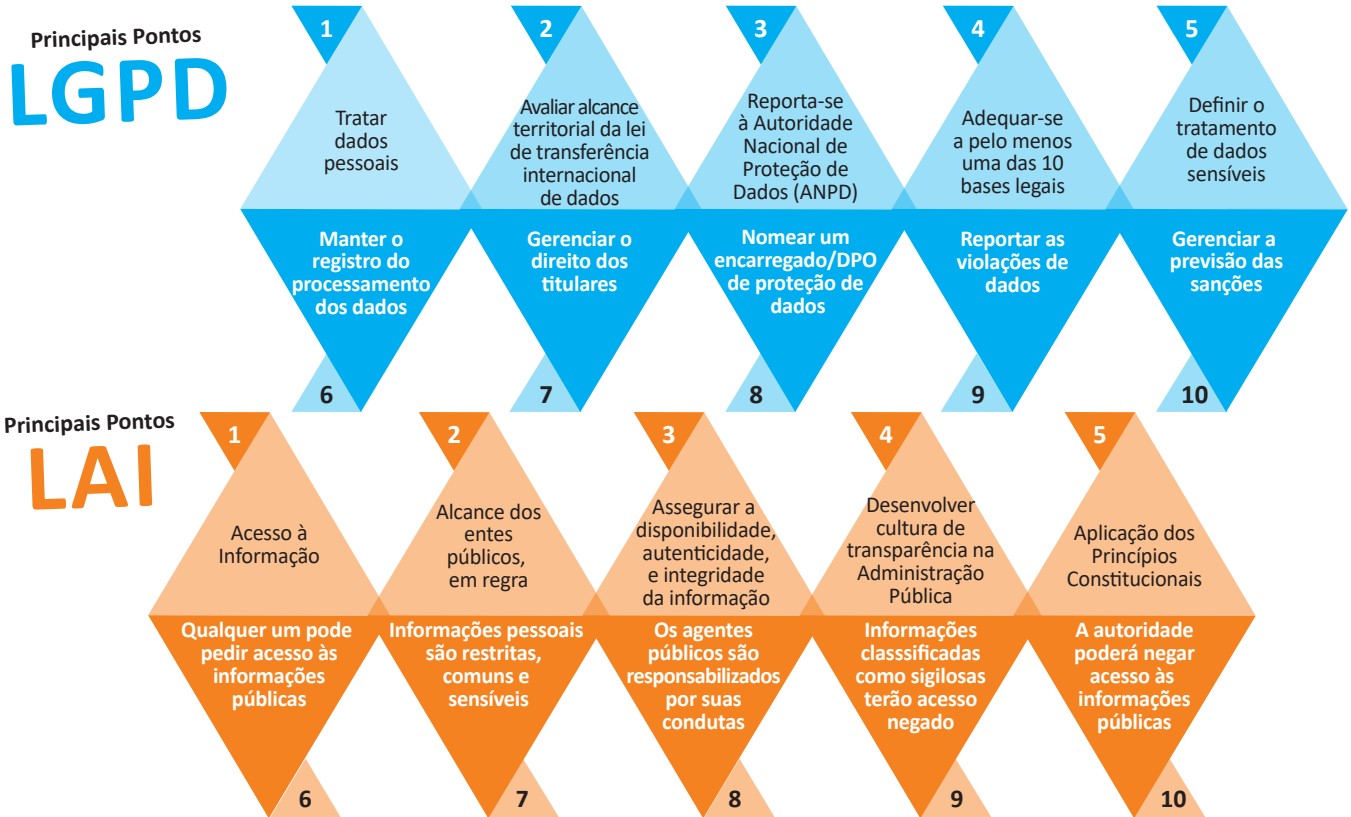 Principais Pontos
LGPD
1
Tratar
dados
pessoais
2
Avaliar alcance
territorial da lei
de transferência
internacional
de dados
3
Reporta-se
à Autoridade
Nacional de
Proteção de
Dados (ANPD)
4
Adequar-se
a pelo menos
uma das 10
bases legais
5
Definir o
tratamento
de dados
sensíveis
Manter o
registro do
processamento
dos dados
6
Gerenciar o
direito dos
titulares
7
Nomear um
encarregado/DPO
de proteção de
dados
8
Reportar as
violações de
dados
9
Gerenciar a
previsão das
sanções
10
Principais Pontos
LAI
1
Acesso à
Informação
2
Alcance dos
entes
públicos,
em regra
3
Assegurar a
disponibilidade,
autenticidade,
e integridade
da informação
4
Desenvolver
cultura de
transparência na
Administração
Pública
5
Aplicação dos
Princípios
Constitucionais
Qualquer um pode
pedir acesso às
informações
públicas
6
Informações pessoais
são restritas,
comuns e
sensíveis
7
Os agentes
públicos são
responsabilizados
por suas
condutas
8
Informações
classsificadas
como sigilosas
terão acesso
negado
9
A autoridade
poderá negar
acesso às
informações
públicas
10